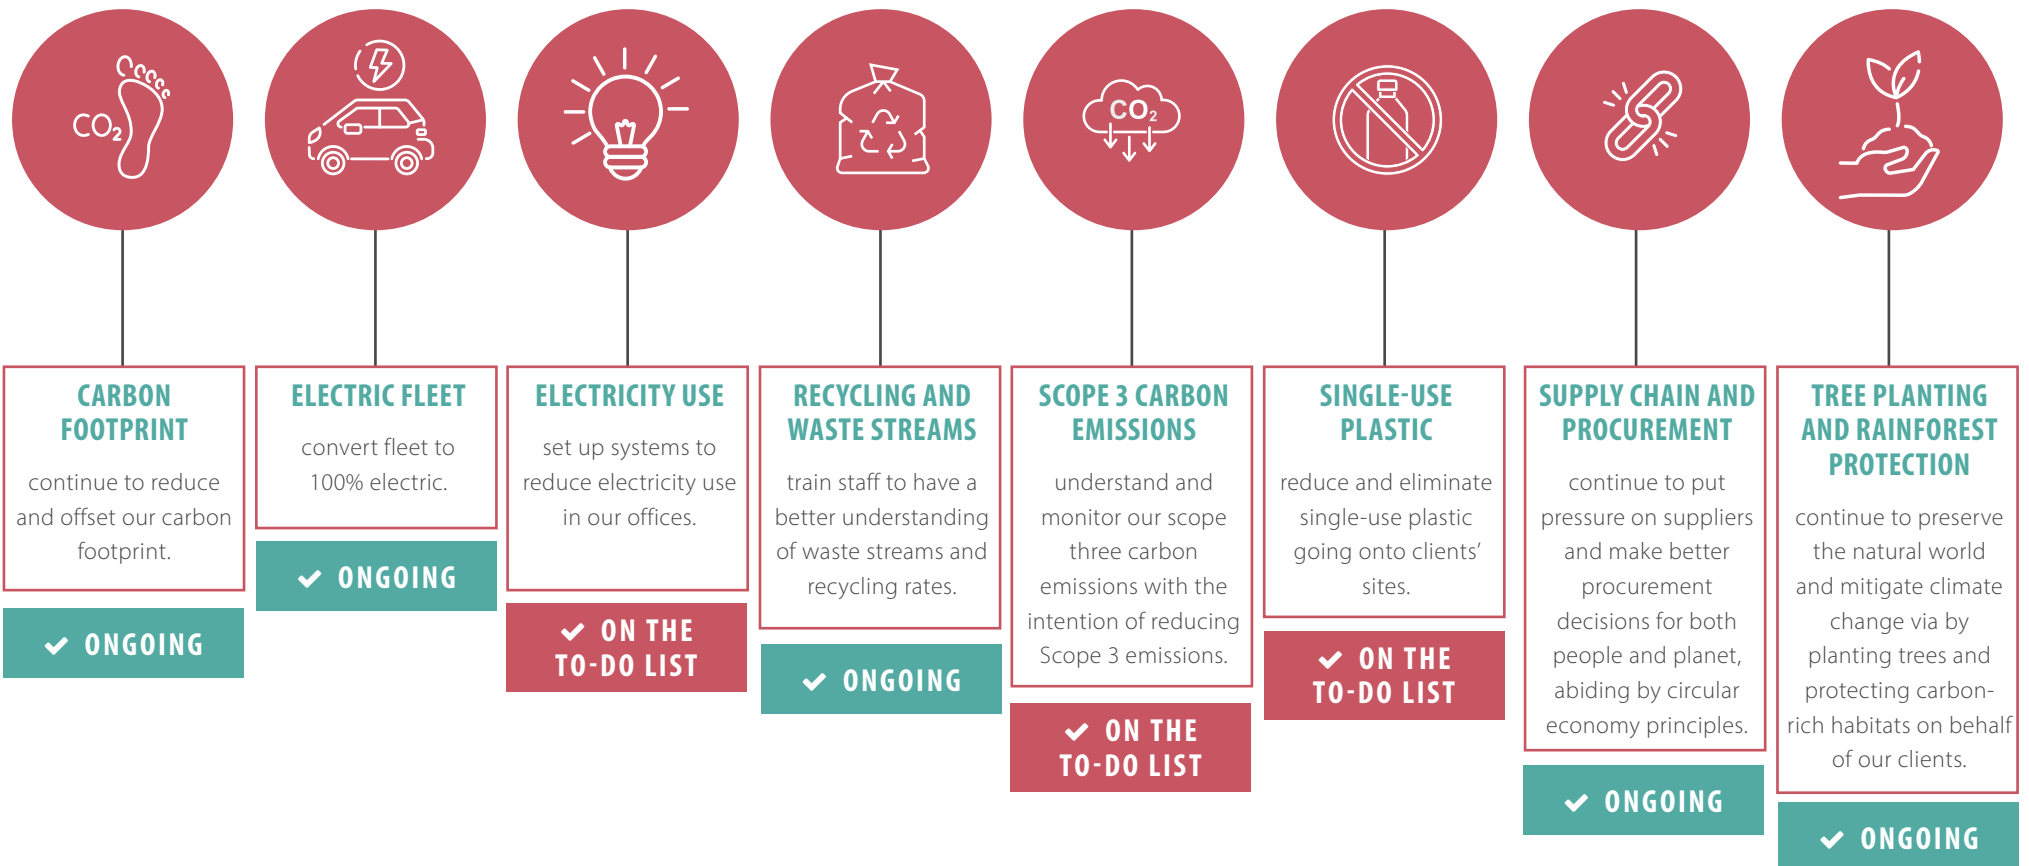 CO₂
CARBON
FOOTPRINT
continue to reduce
and offset our carbon
footprint.
ONGOING
ELECTRIC FLEET
convert fleet to
100% electric.
ONGOING
ELECTRICITY USE
set up systems to
reduce electricity use
in our offices.
ON THE
TO-DO LIST
RECYCLING AND
WASTE STREAMS
train staff to have a
better understanding
of waste streams and
recycling rates.
ONGOING
CO₂
SCOPE 3 CARBON
EMISSIONS
understand and
monitor our scope
three carbon
emissions with the
intention of reducing
Scope 3 emissions.
ON THE
TO-DO LIST
SINGLE-USE
PLASTIC
reduce and eliminate
single-use plastic
going onto clients’
sites.
ON THE
TO-DO LIST
SUPPLY CHAIN AND
PROCUREMENT
continue to put
pressure on suppliers
and make better
procurement
decisions for both
people and planet,
abiding by circular
economy principles.
ONGOING
TREE PLANTING
AND RAINFOREST
PROTECTION
continue to preserve
the natural world
and mitigate climate
change via by
planting trees and
protecting carbon-
rich habitats on behalf
of our clients.
ONGOING